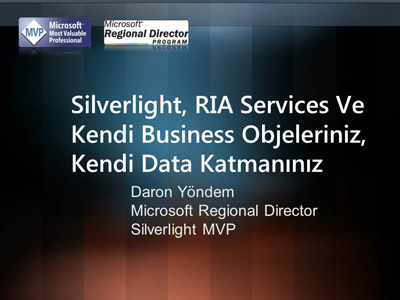 MVP
Microsoft®
Most Valuable
Professional
Microsoft®
Regional Director
PROGRAM
Silverlight, RIA Services Ve
Kendi Business Objeleriniz,
Kendi Data Katmanınız
Daron Yöndem
Microsoft Regional Director
Silverlight MVP